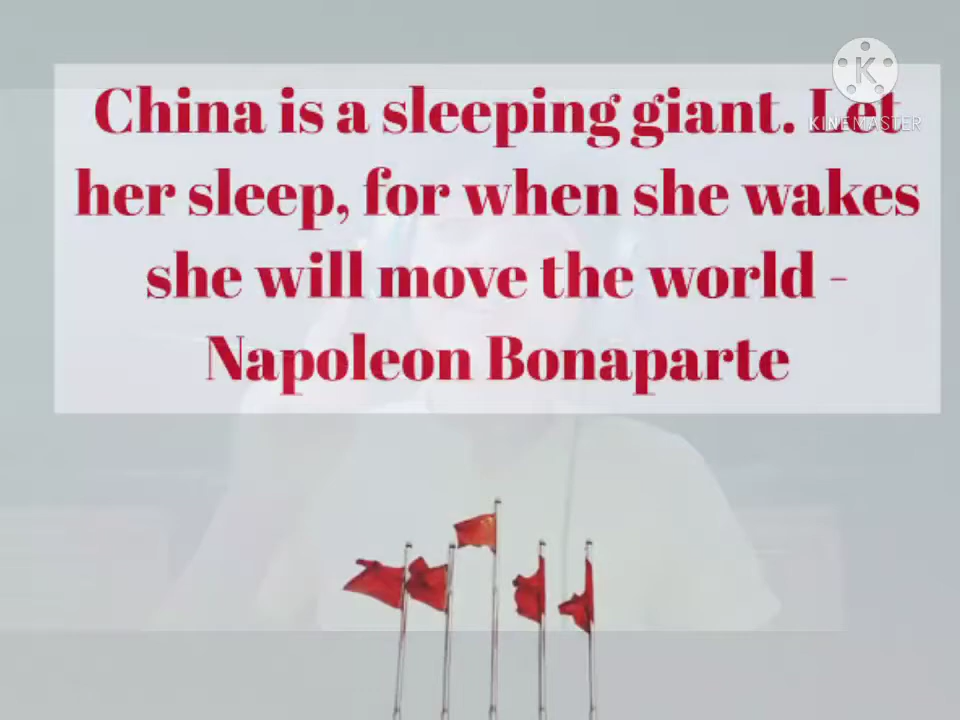 China is a sleeping giant. Let
her sleep, for when she wakes
she will move the world -
Napoleon Bonaparte
K
KINEMASTER